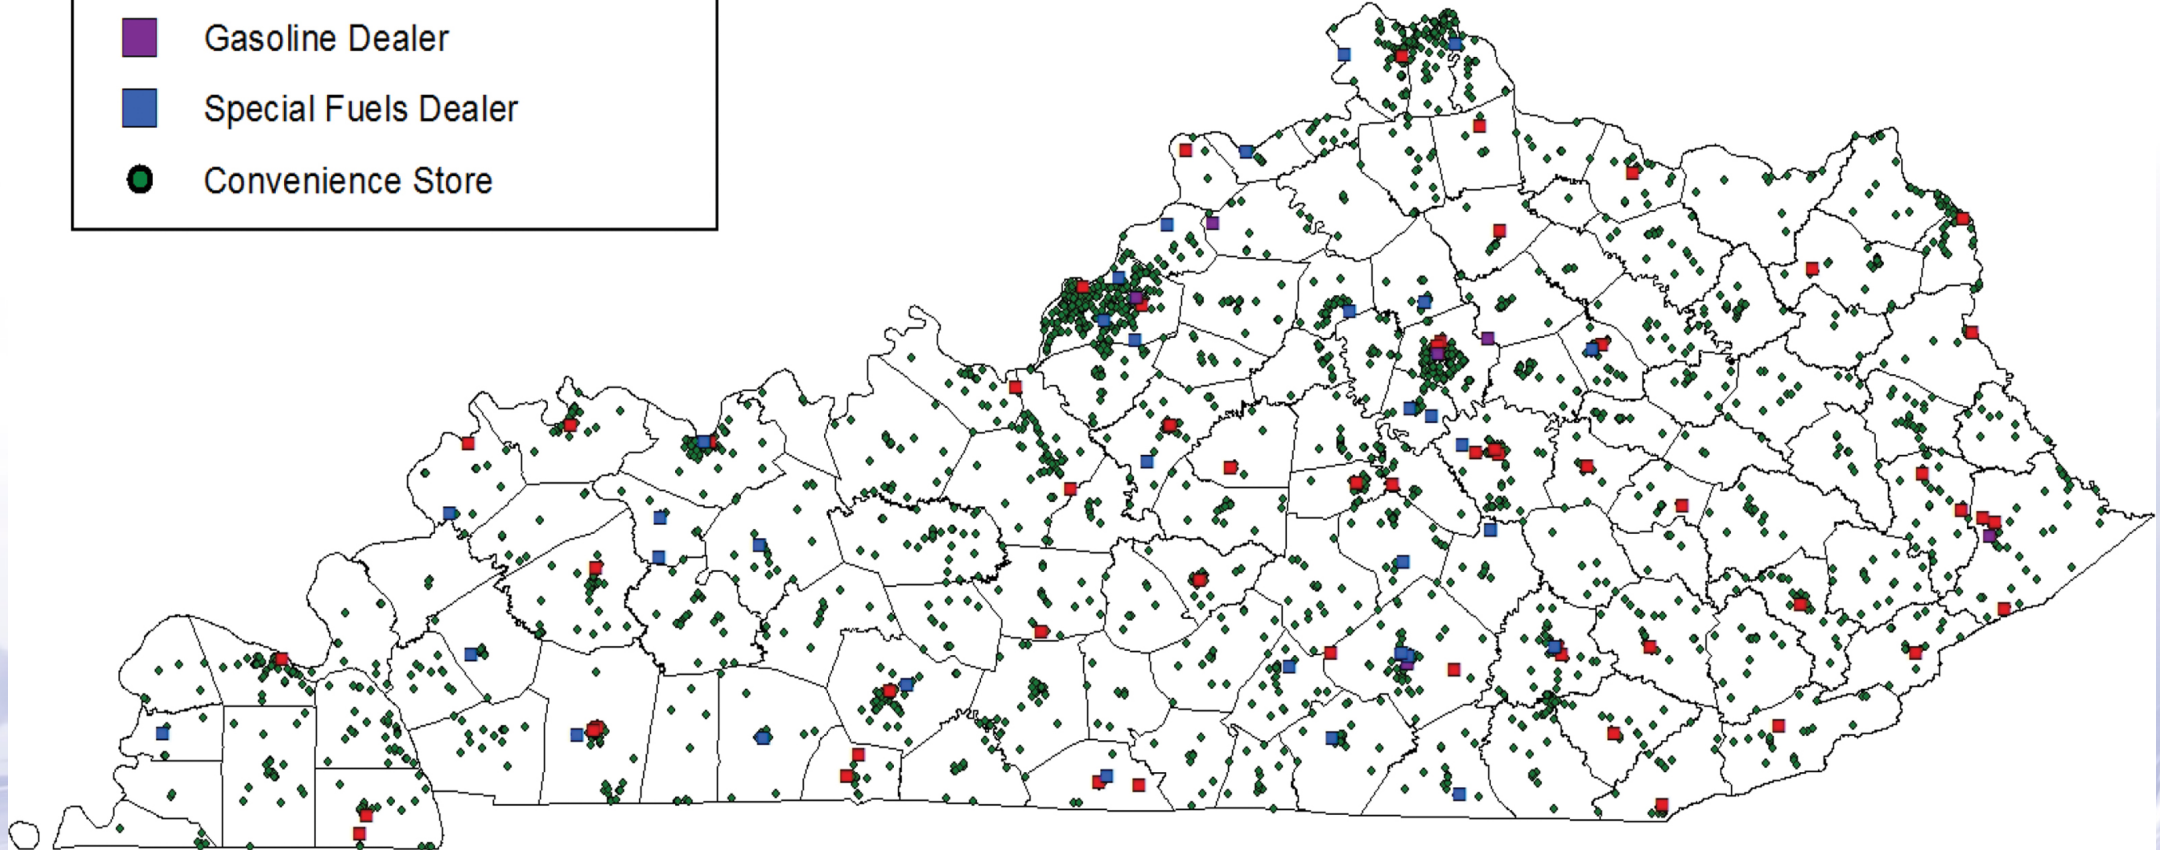 Gasoline Dealer
Special Fuels Dealer
Convenience Store